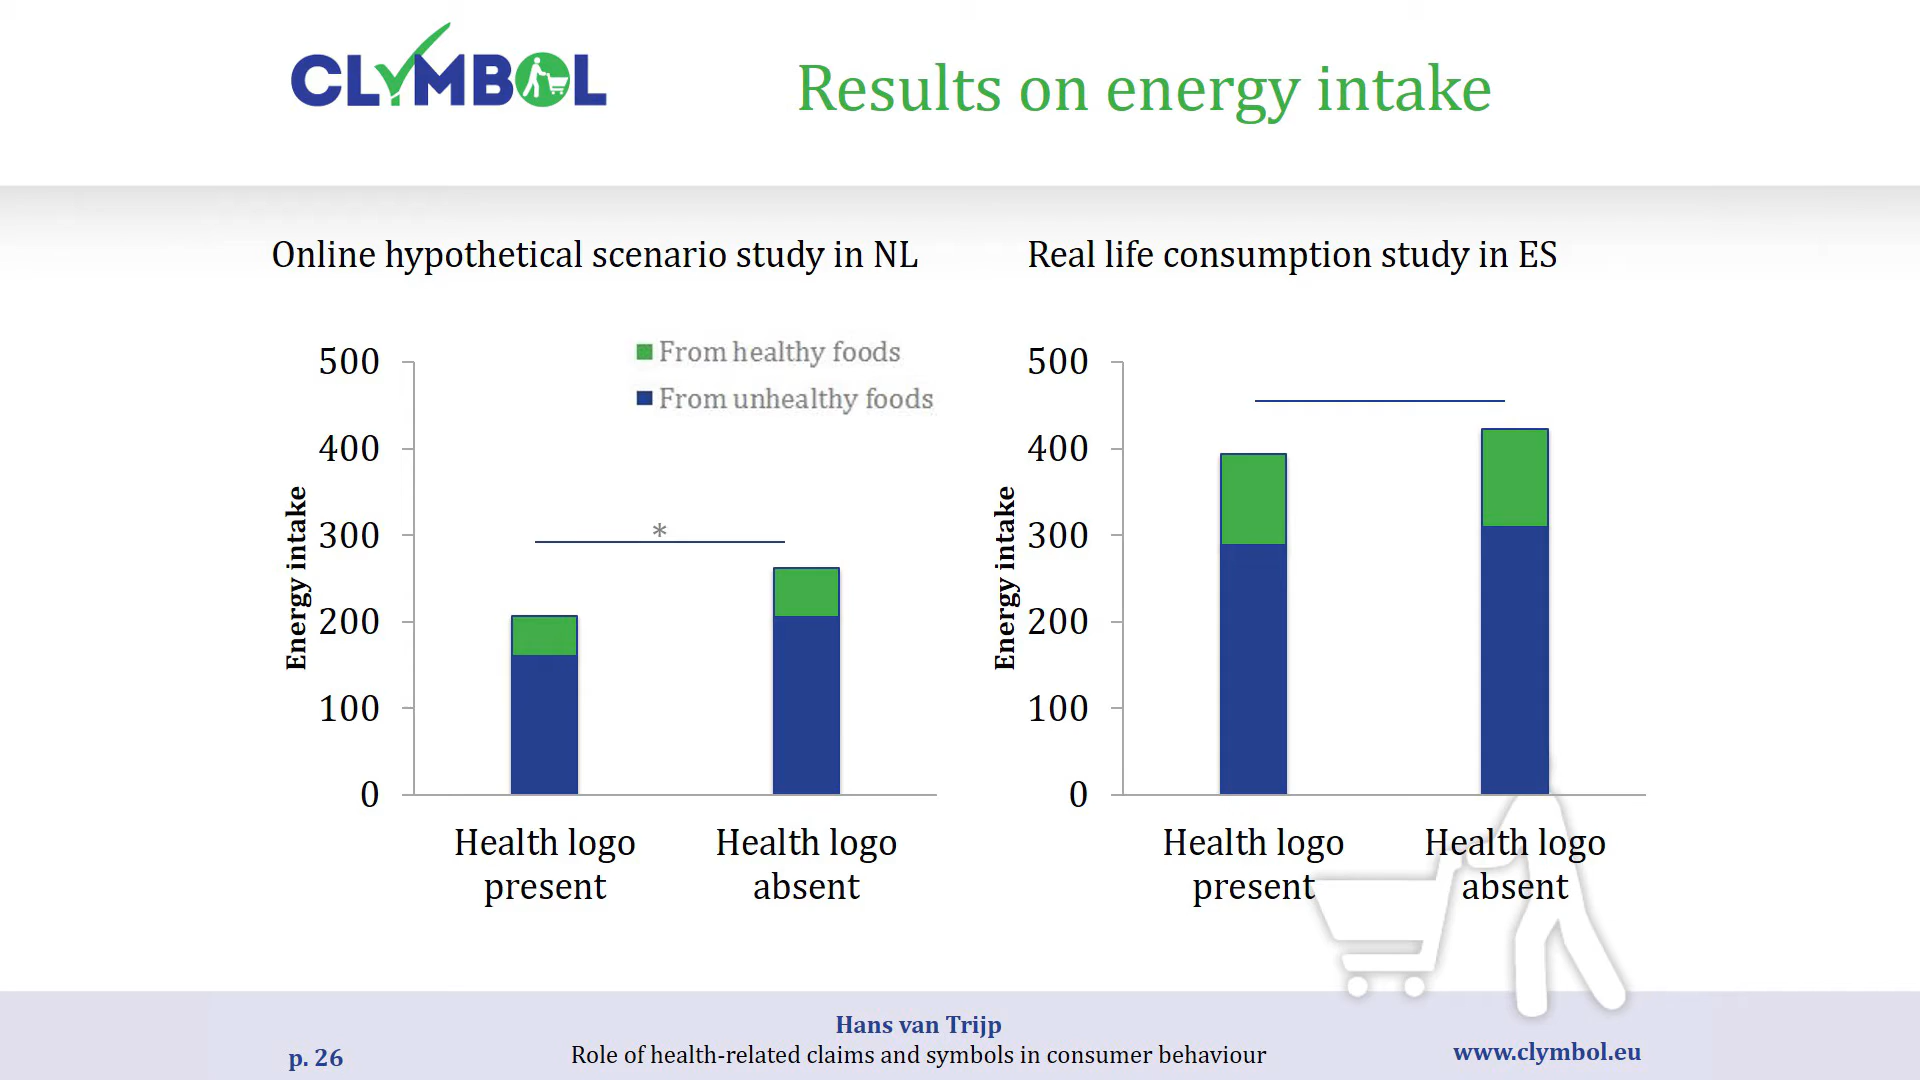 CLYMBOL
Results on energy intake
Online hypothetical scenario study in NL
Real life consumption study in ES
From healthy foods
From unhealthy foods
Energy intake
500
400
300
200
100
0
*
Health logo
present
Health logo
absent
Energy intake
500
400
300
200
100
0
Health logo
present
Health logo
absent
p. 26
Hans van Trijp
Role of health-related claims and symbols in consumer behaviour
www.clymbol.eu